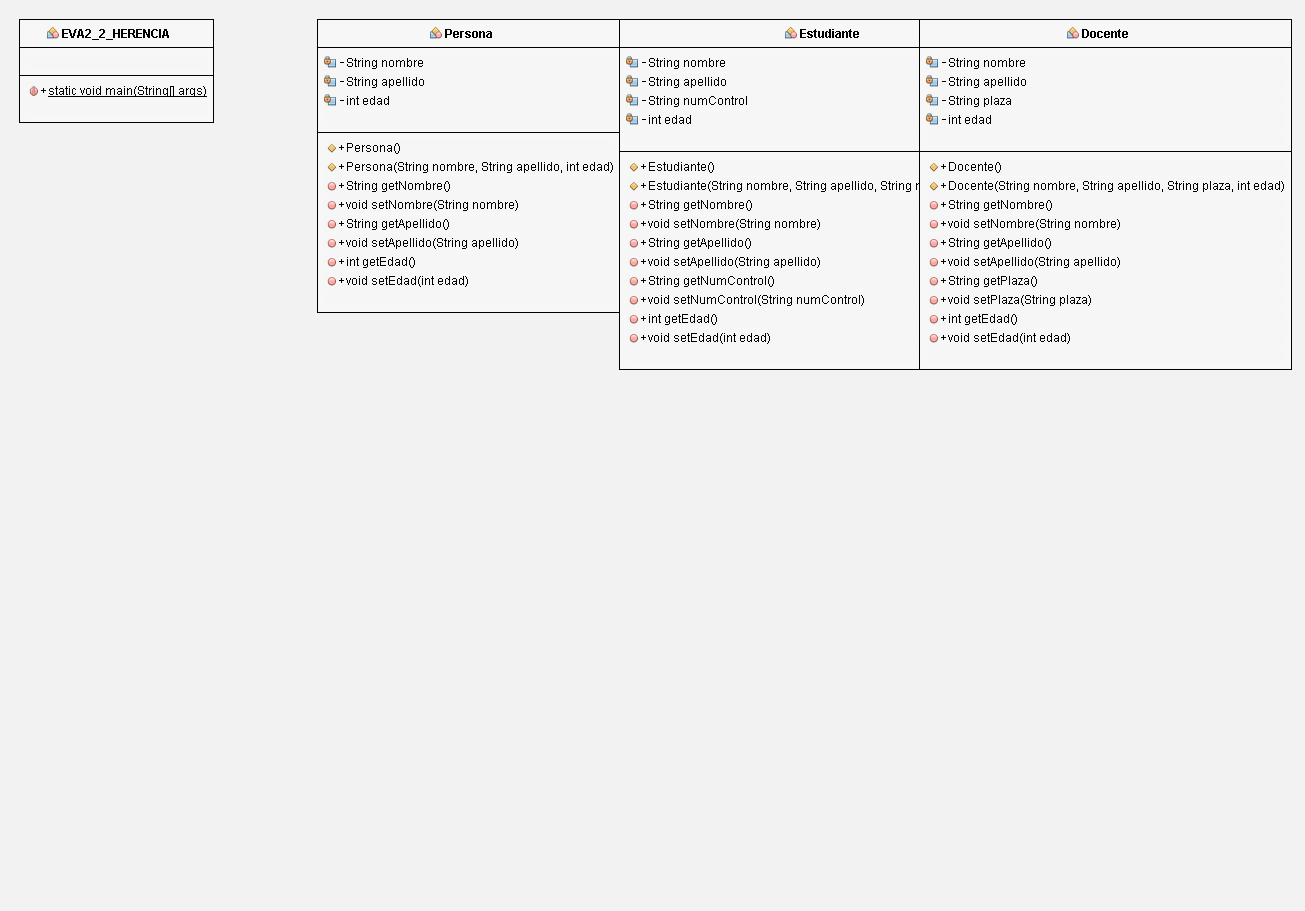 EVA2_2_HERENCIA
+static void main(String[] args)
Persona
-String nombre
-String apellido
-int edad
+Persona()
+Persona(String nombre, String apellido, int edad)
+String getNombre()
+void setNombre(String nombre)
+String getApellido()
+void setApellido(String apellido)
+int getEdad()
+void setEdad(int edad)
Estudiante
-String nombre
-String apellido
-String numControl
-int edad
+Estudiante()
+Estudiante(String nombre, String apellido, String
+String getNombre()
+void setNombre(String nombre)
+String getApellido()
+void setApellido(String apellido)
+String getNumControl()
+void setNumControl(String numControl)
+int getEdad()
+void setEdad(int edad)
Docente
-String nombre
-String apellido
-String plaza
-int edad
+Docente()
+Docente(String nombre, String apellido, String plaza, int edad)
+String getNombre()
+void setNombre(String nombre)
+String getApellido()
+void setApellido(String apellido)
+String getPlaza()
+void setPlaza(String plaza)
+int getEdad()
+void setEdad(int edad)